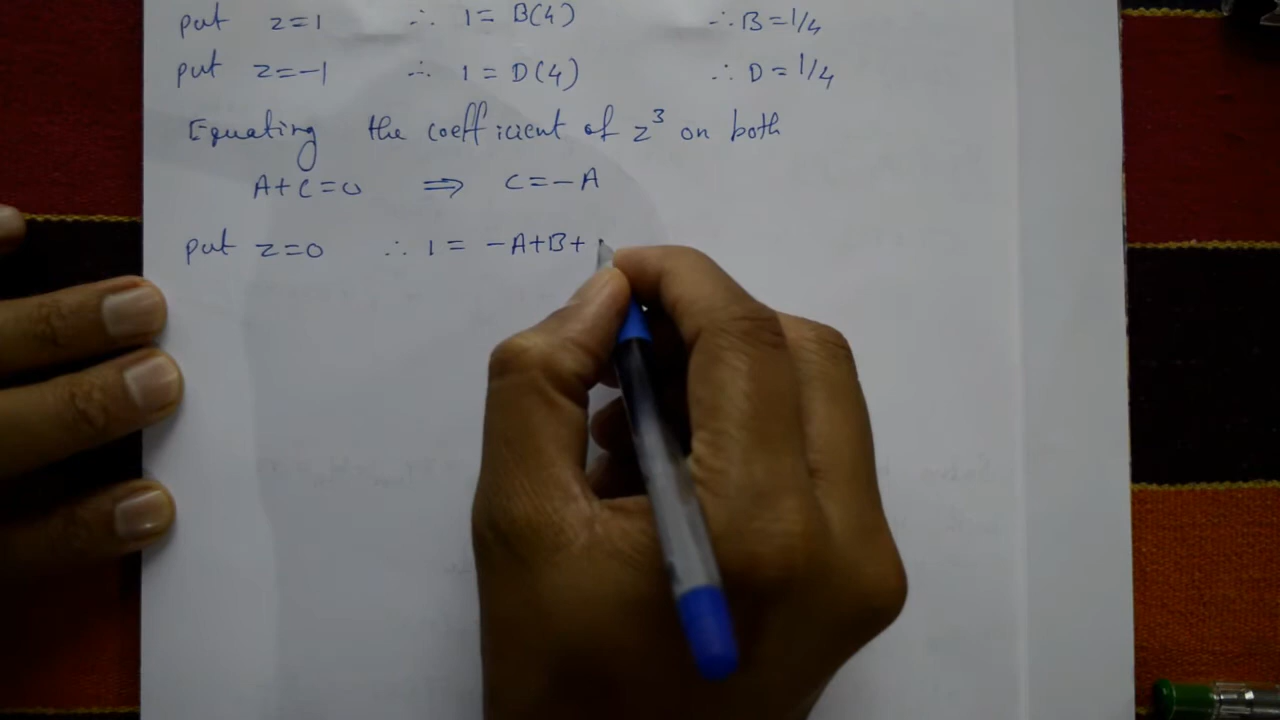 put z=1 ∴ 1 = B(4) ∴ B = 1/4
put z=-1 ∴ 1 = D(4) ∴ D = 1/4
Equating the coefficient of z³ on both
A+C=0 ⇒ C=-A
put z=0 ∴ 1 = -A+B+